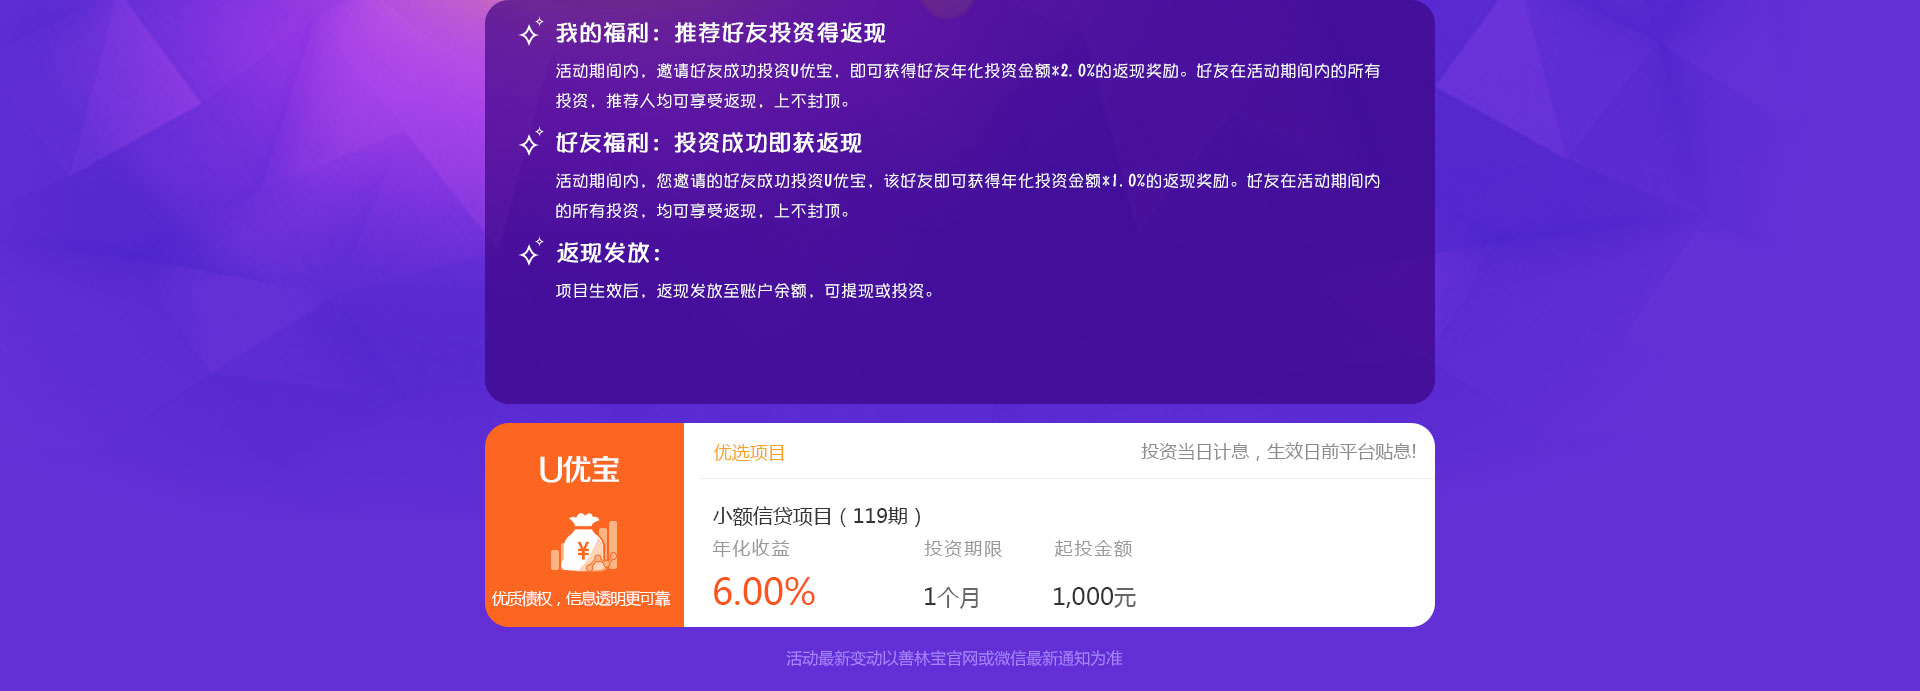 我的福利：推荐好友投资得返现
活动期间内，邀请好友成功投资U优宝，即可获得好友年化投资金额*2.0%的返现奖励。好友在活动期间内的所有
投资，推荐人均可享受返现，上不封顶。
好友福利：投资成功即获返现
活动期间内，您邀请的好友成功投资U优宝，该好友即可获得年化投资金额*1.0%的返现奖励。好友在活动期间内
的所有投资，均可享受返现，上不封顶。
返现发放：
项目生效后，返现发放至账户余额，可提现或投资。
U优宝
¥
优质债权，信息透明更可靠
优选项目
投资当日计息，生效日前平台贴息!
小额信贷项目（119期）
年化收益 投资期限 起投金额
6.00% 1个月 1,000元
活动最新变动以善林宝官网或微信最新通知为准